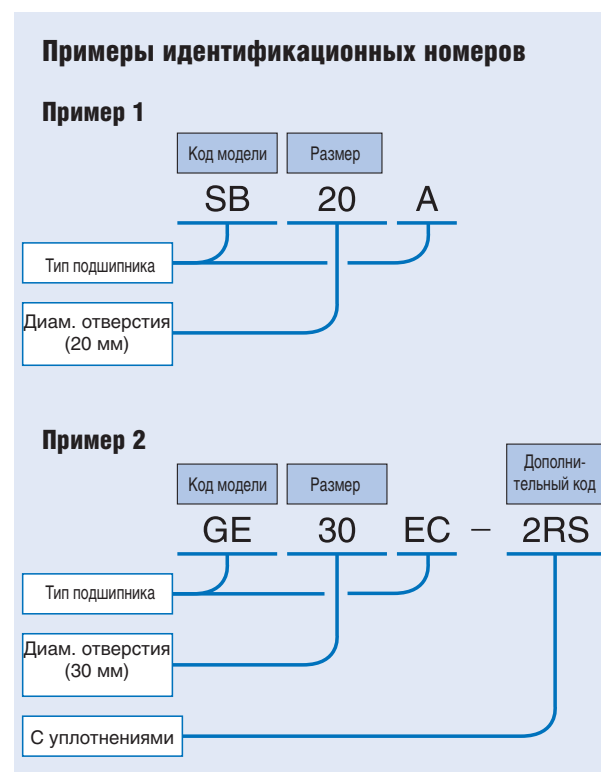 Примеры идентификационных номеров
Пример 1
Код модели
Размер
SB 20 A
Тип подшипника
Диам. отверстия
(20 мм)
Пример 2
Код модели
Размер
Дополни-
тельный код
GE 30 EC – 2RS
Тип подшипника
Диам. отверстия
(30 мм)
С уплотнениями